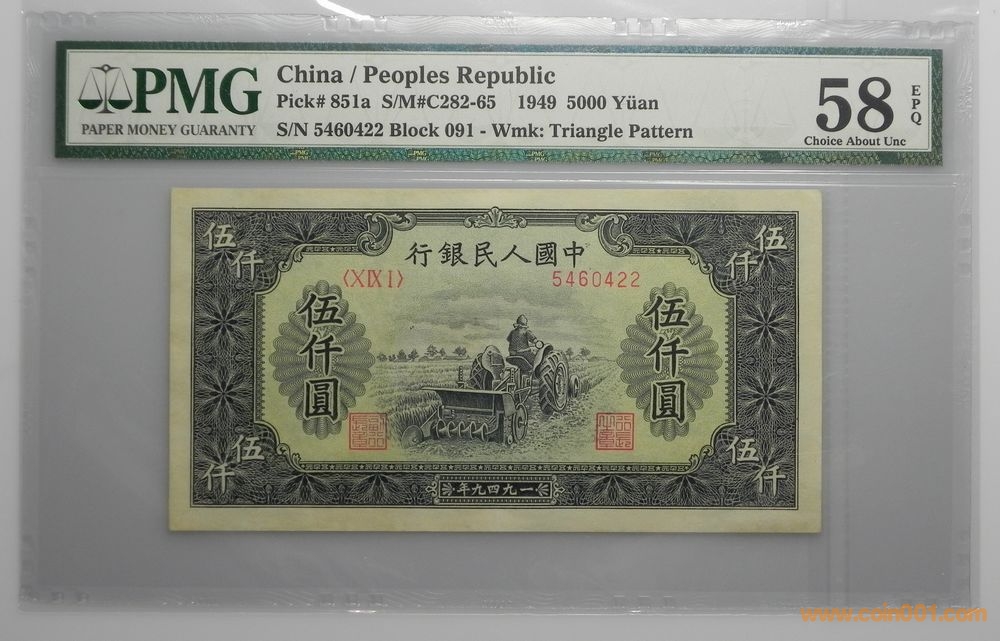 PMG
PAPER MONEY GUARANTY
China / Peoples Republic
Pick# 851a S/M#C282-65 1949 5000 Yüan
S/N 5460422 Block 091 - Wmk: Triangle Pattern
58
EPQ
Choice About Unc
行銀民人國中
〈X IX I〉 5460422
伍仟
伍仟
伍仟圓
伍仟圓
伍仟
伍仟
年九四九一
www.coin001.com